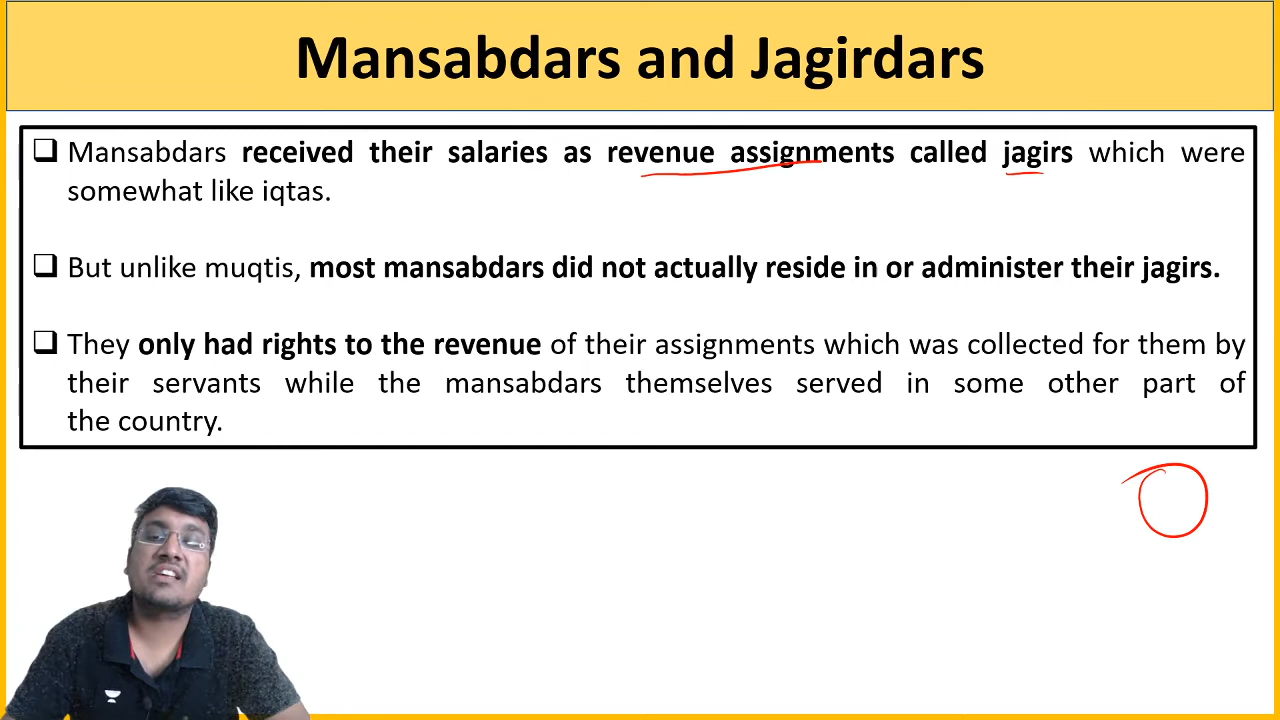 Mansabdars and Jagirdars
Mansabdars received their salaries as revenue assignments called jagirs which were
somewhat like iqtas.
But unlike muqtis, most mansabdars did not actually reside in or administer their jagirs.
They only had rights to the revenue of their assignments which was collected for them by
their servants while the mansabdars themselves served in some other part of
the country.